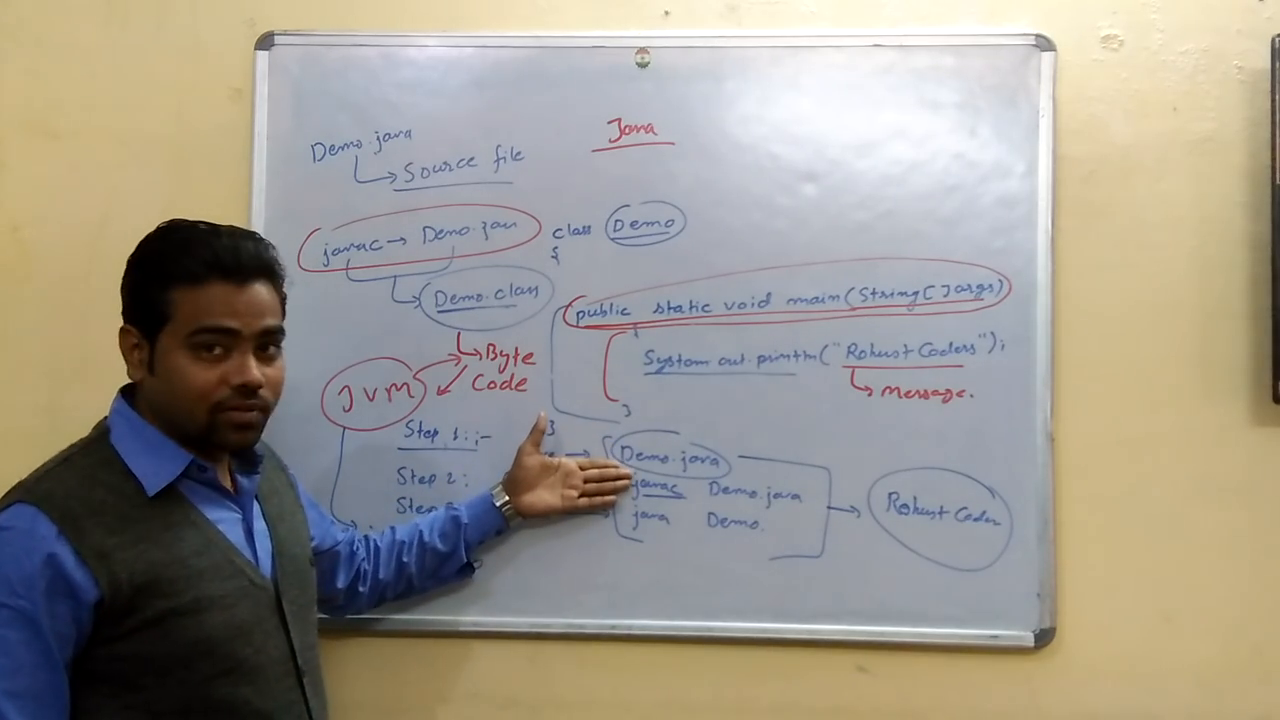 Java
Demo.java
Source file
javac → Demo.java
class Demo
{
Demo.class
public static void main(String[]args)
{
System.out.println("Robust Coders");
Message.
}
Byte
Code
JVM
}
Step 1:-
Step 2:
Demo.java
javac Demo.java
java Demo.
Robust Coder